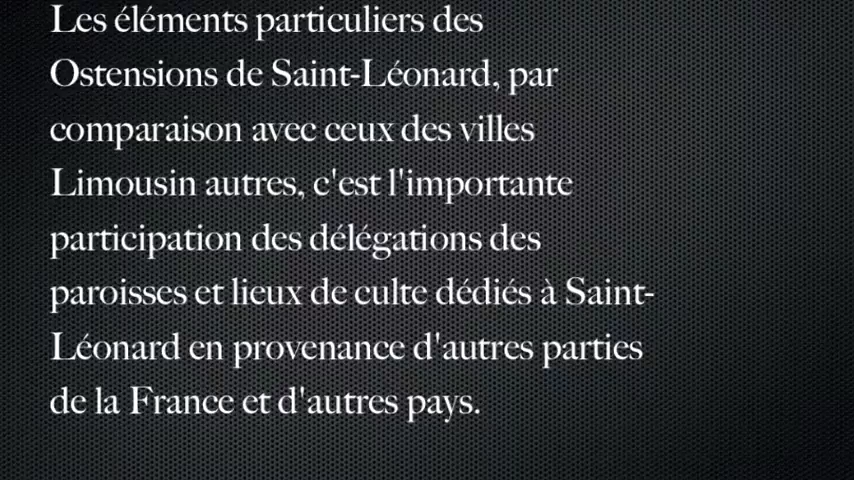 Les éléments particuliers des
Ostensions de Saint-Léonard, par
comparaison avec ceux des villes
Limousin autres, c'est l'importante
participation des délégations des
paroisses et lieux de culte dédiés à Saint-
Léonard en provenance d'autres parties
de la France et d'autres pays.